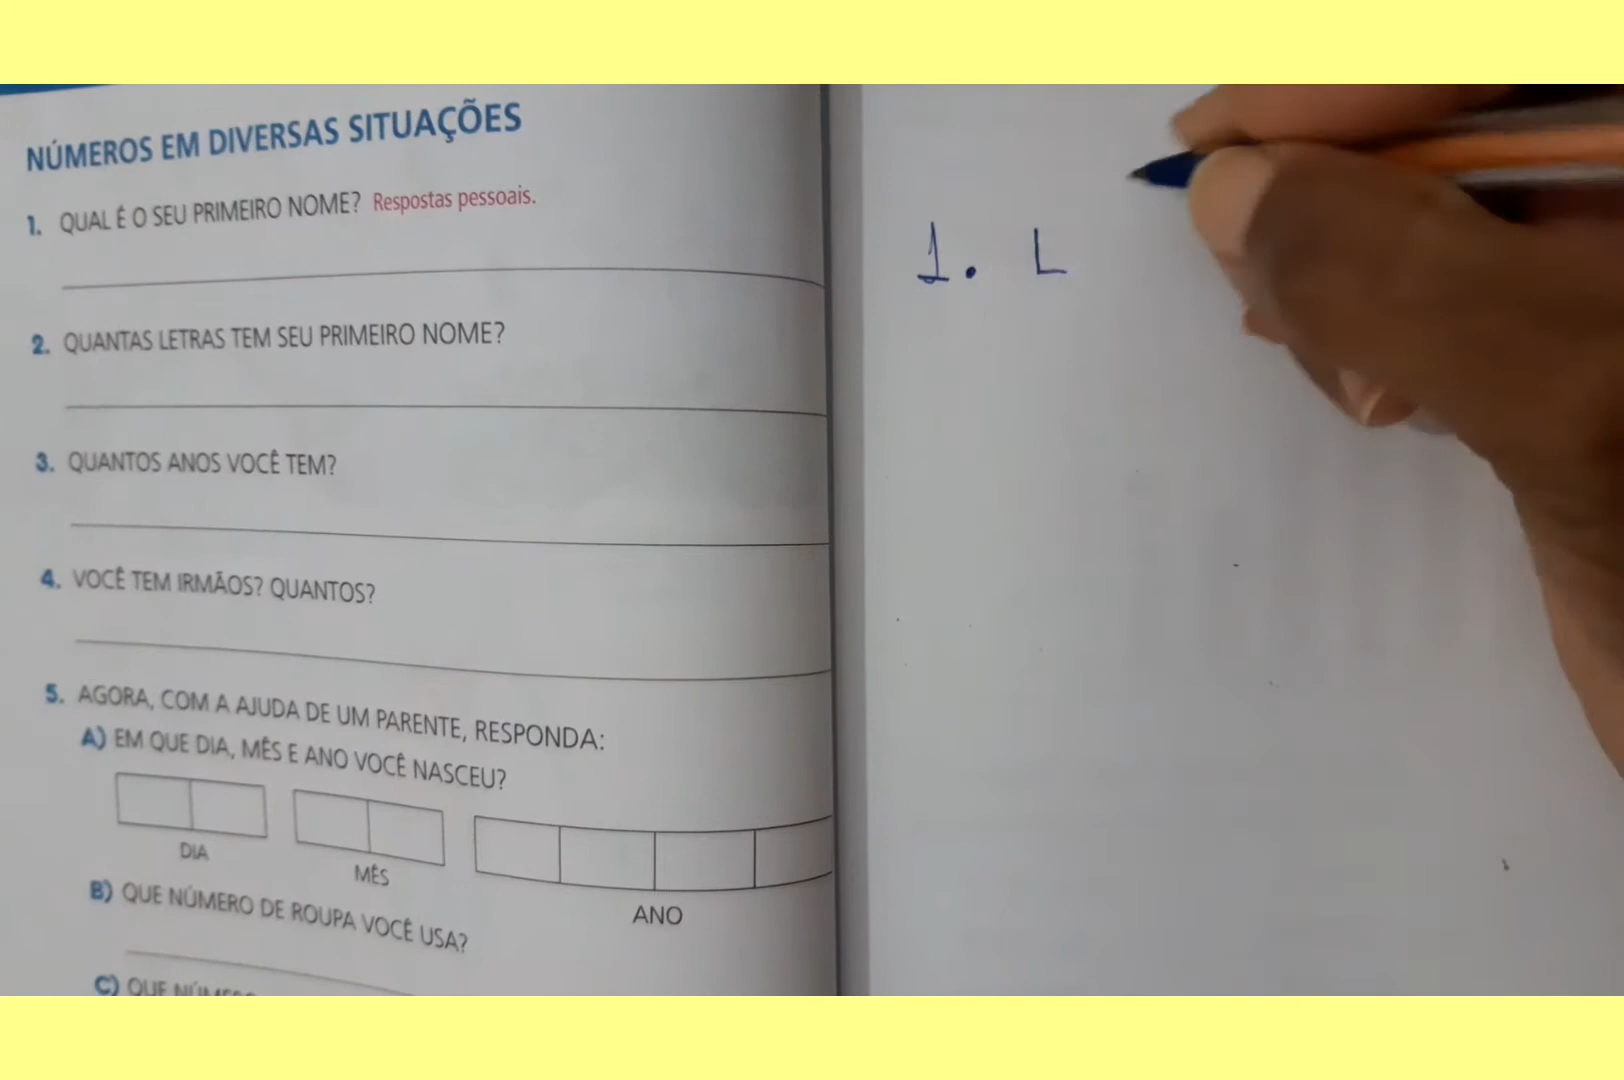 NÚMEROS EM DIVERSAS SITUAÇÕES
1. QUAL É O SEU PRIMEIRO NOME? Respostas pessoais.
2. QUANTAS LETRAS TEM SEU PRIMEIRO NOME?
3. QUANTOS ANOS VOCÊ TEM?
4. VOCÊ TEM IRMÃOS? QUANTOS?
5. AGORA, COM A AJUDA DE UM PARENTE, RESPONDA:
A) EM QUE DIA, MÊS E ANO VOCÊ NASCEU?
DIA
MÊS
ANO
B) QUE NÚMERO DE ROUPA VOCÊ USA?
C) QUE
1. L